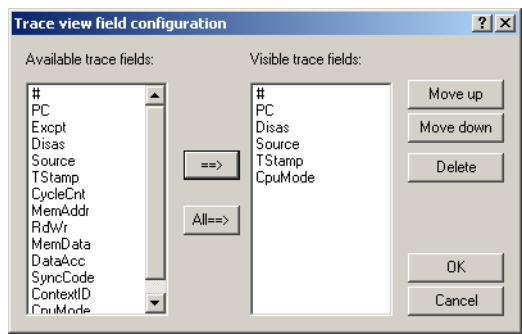 Trace view field configuration
Available trace fields:
#
PC
Excpt
Disas
Source
TStamp
CycleCnt
MemAddr
RdWr
MemData
DataAcc
SyncCode
ContextID
CpuMode
==>
All==>
Visible trace fields:
#
PC
Disas
Source
TStamp
CpuMode
Move up
Move down
Delete
OK
Cancel